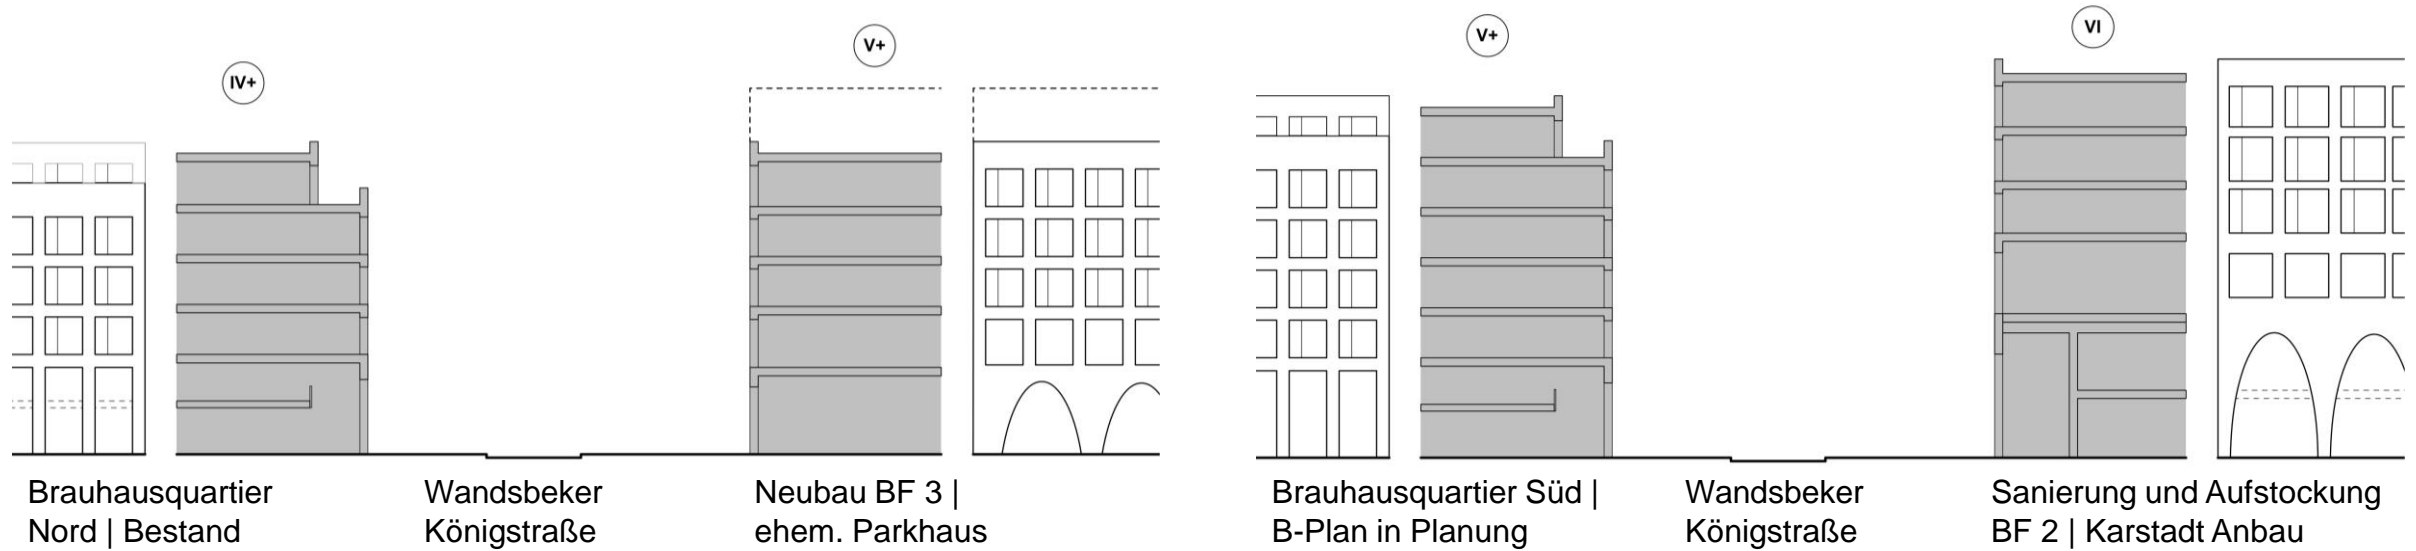 IV+
V+
V+
VI
Brauhausquartier
Nord | Bestand
Wandsbeker
Königstraße
Neubau BF 3 |
ehem. Parkhaus
Brauhausquartier Süd |
B-Plan in Planung
Wandsbeker
Königstraße
Sanierung und Aufstockung
BF 2 | Karstadt Anbau